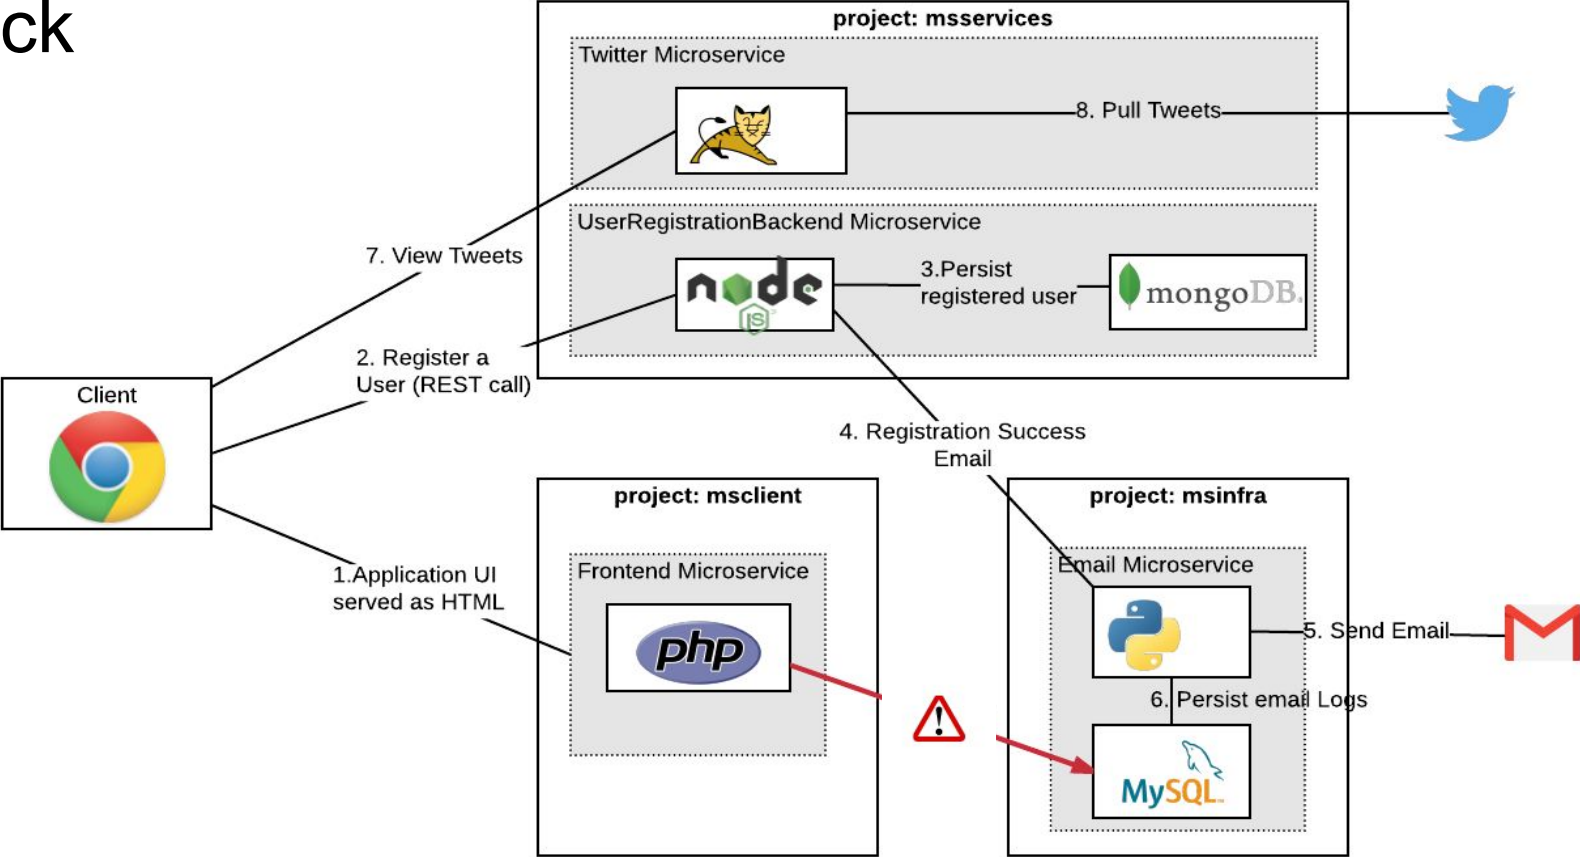 ck
project: msservices
Twitter Microservice
8. Pull Tweets
UserRegistrationBackend Microservice
node
JS
3.Persist
registered user
mongoDB
7. View Tweets
2. Register a
User (REST call)
Client
4. Registration Success
Email
1.Application UI
served as HTML
project: msclient
Frontend Microservice
php
project: msinfra
Email Microservice
5. Send Email
6. Persist email Logs
!
MySQL